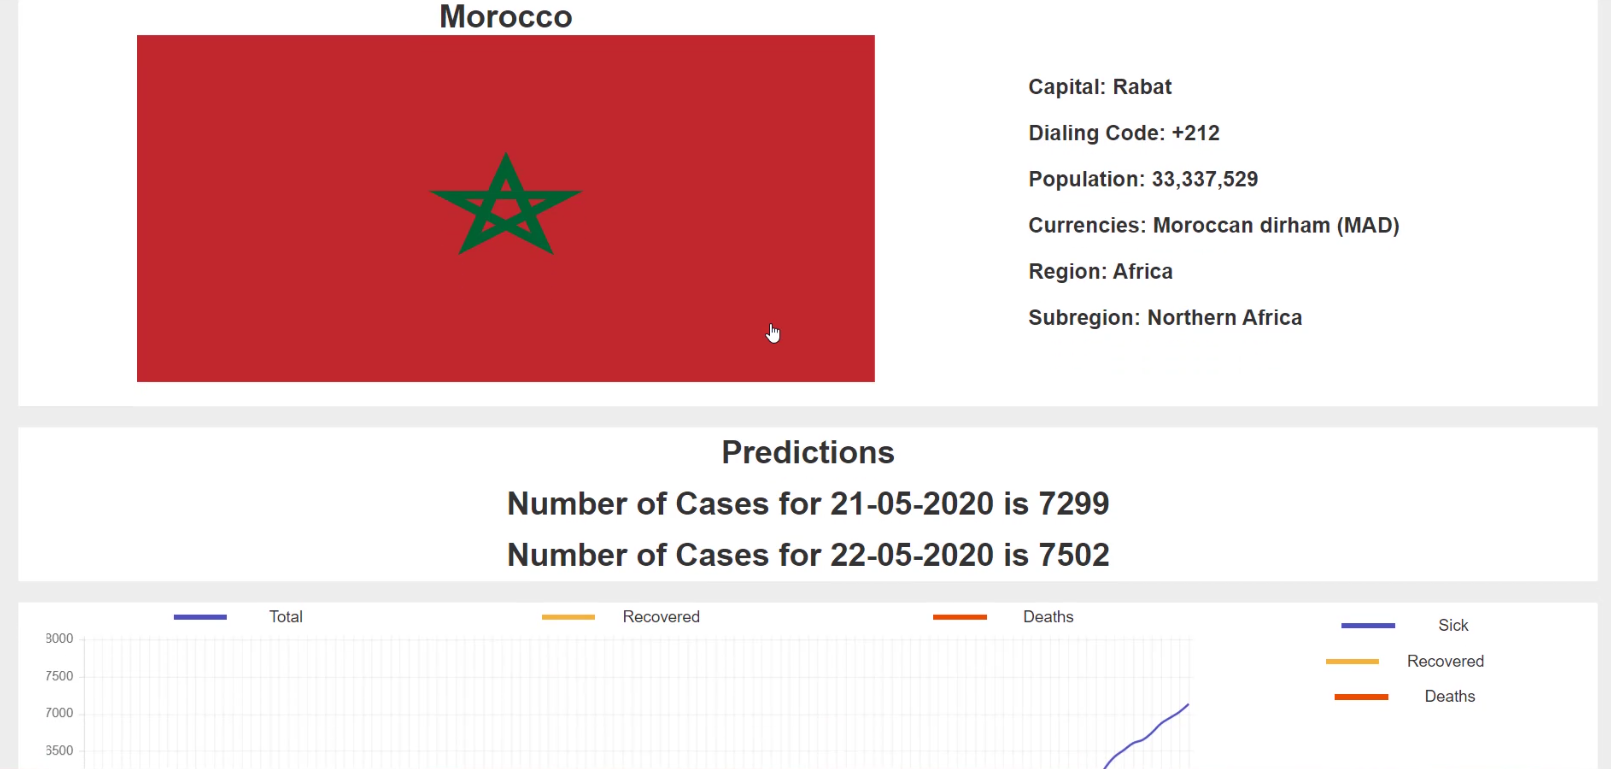 Morocco
Capital: Rabat
Dialing Code: +212
Population: 33,337,529
Currencies: Moroccan dirham (MAD)
Region: Africa
Subregion: Northern Africa
Predictions
Number of Cases for 21-05-2020 is 7299
Number of Cases for 22-05-2020 is 7502
Total
Recovered
Deaths
8000
7500
7000
6500
Sick
Recovered
Deaths